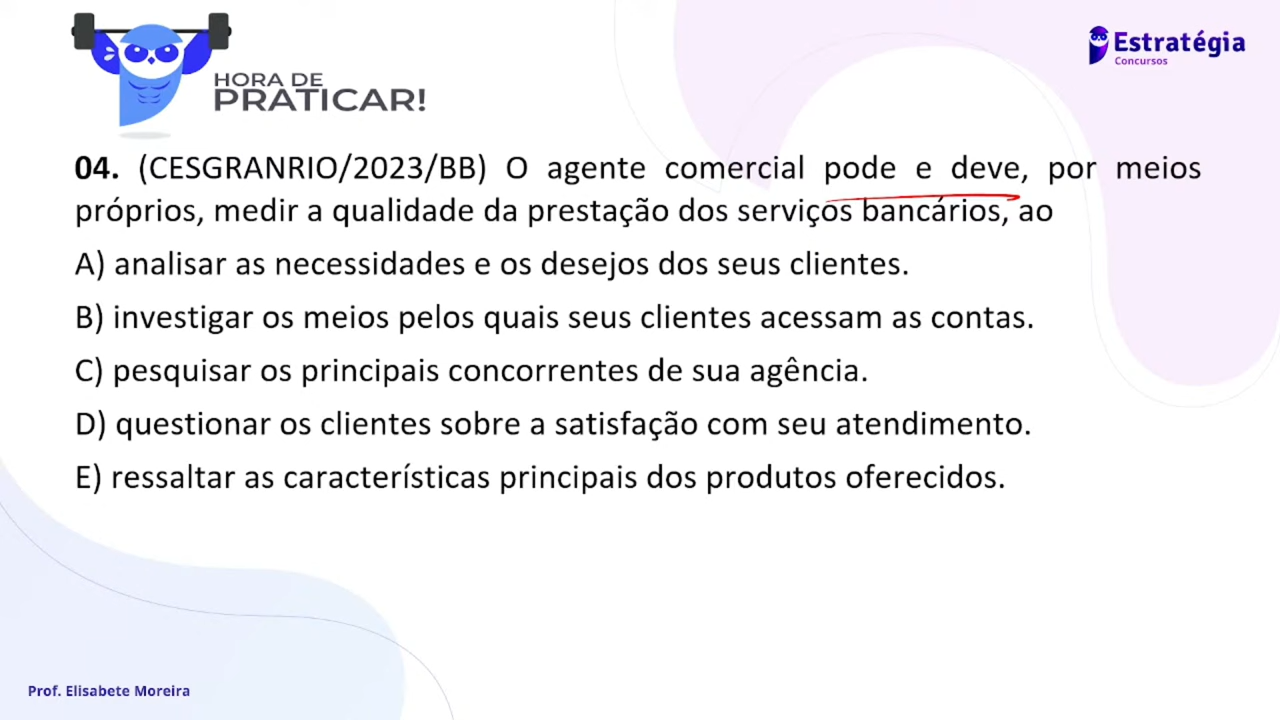 HORA DE
PRATICAR!
Estratégia
Concursos
04. (CESGRANRIO/2023/BB) O agente comercial pode e deve, por meios
próprios, medir a qualidade da prestação dos serviços bancários, ao
A) analisar as necessidades e os desejos dos seus clientes.
B) investigar os meios pelos quais seus clientes acessam as contas.
C) pesquisar os principais concorrentes de sua agência.
D) questionar os clientes sobre a satisfação com seu atendimento.
E) ressaltar as características principais dos produtos oferecidos.
Prof. Elisabete Moreira